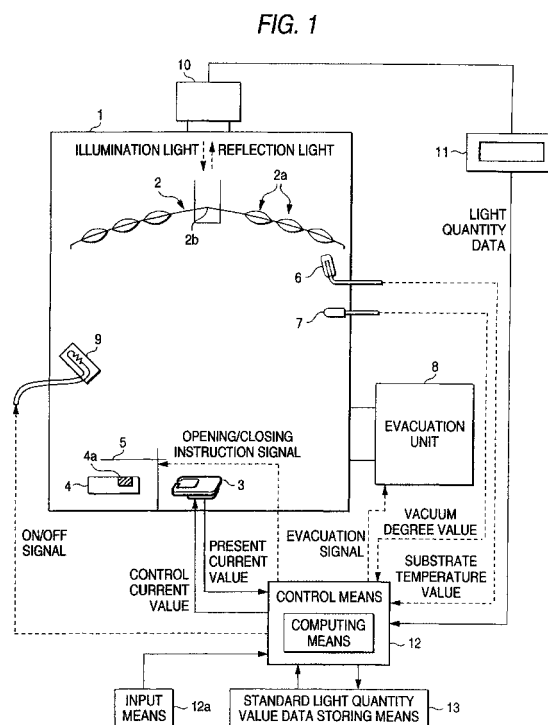 FIG. 1
10
1
ILLUMINATION LIGHT
REFLECTION LIGHT
11
2
2a
2b
LIGHT
QUANTITY
DATA
6
7
9
8
EVACUATION
UNIT
5
4a
4
OPENING/CLOSING
INSTRUCTION SIGNAL
3
ON/OFF
SIGNAL
CONTROL
CURRENT
VALUE
PRESENT
CURRENT
VALUE
EVACUATION
SIGNAL
VACUUM
DEGREE VALUE
SUBSTRATE
TEMPERATURE
VALUE
CONTROL MEANS
COMPUTING
MEANS
12
INPUT
MEANS
12a
STANDARD LIGHT QUANTITY
VALUE DATA STORING MEANS
13